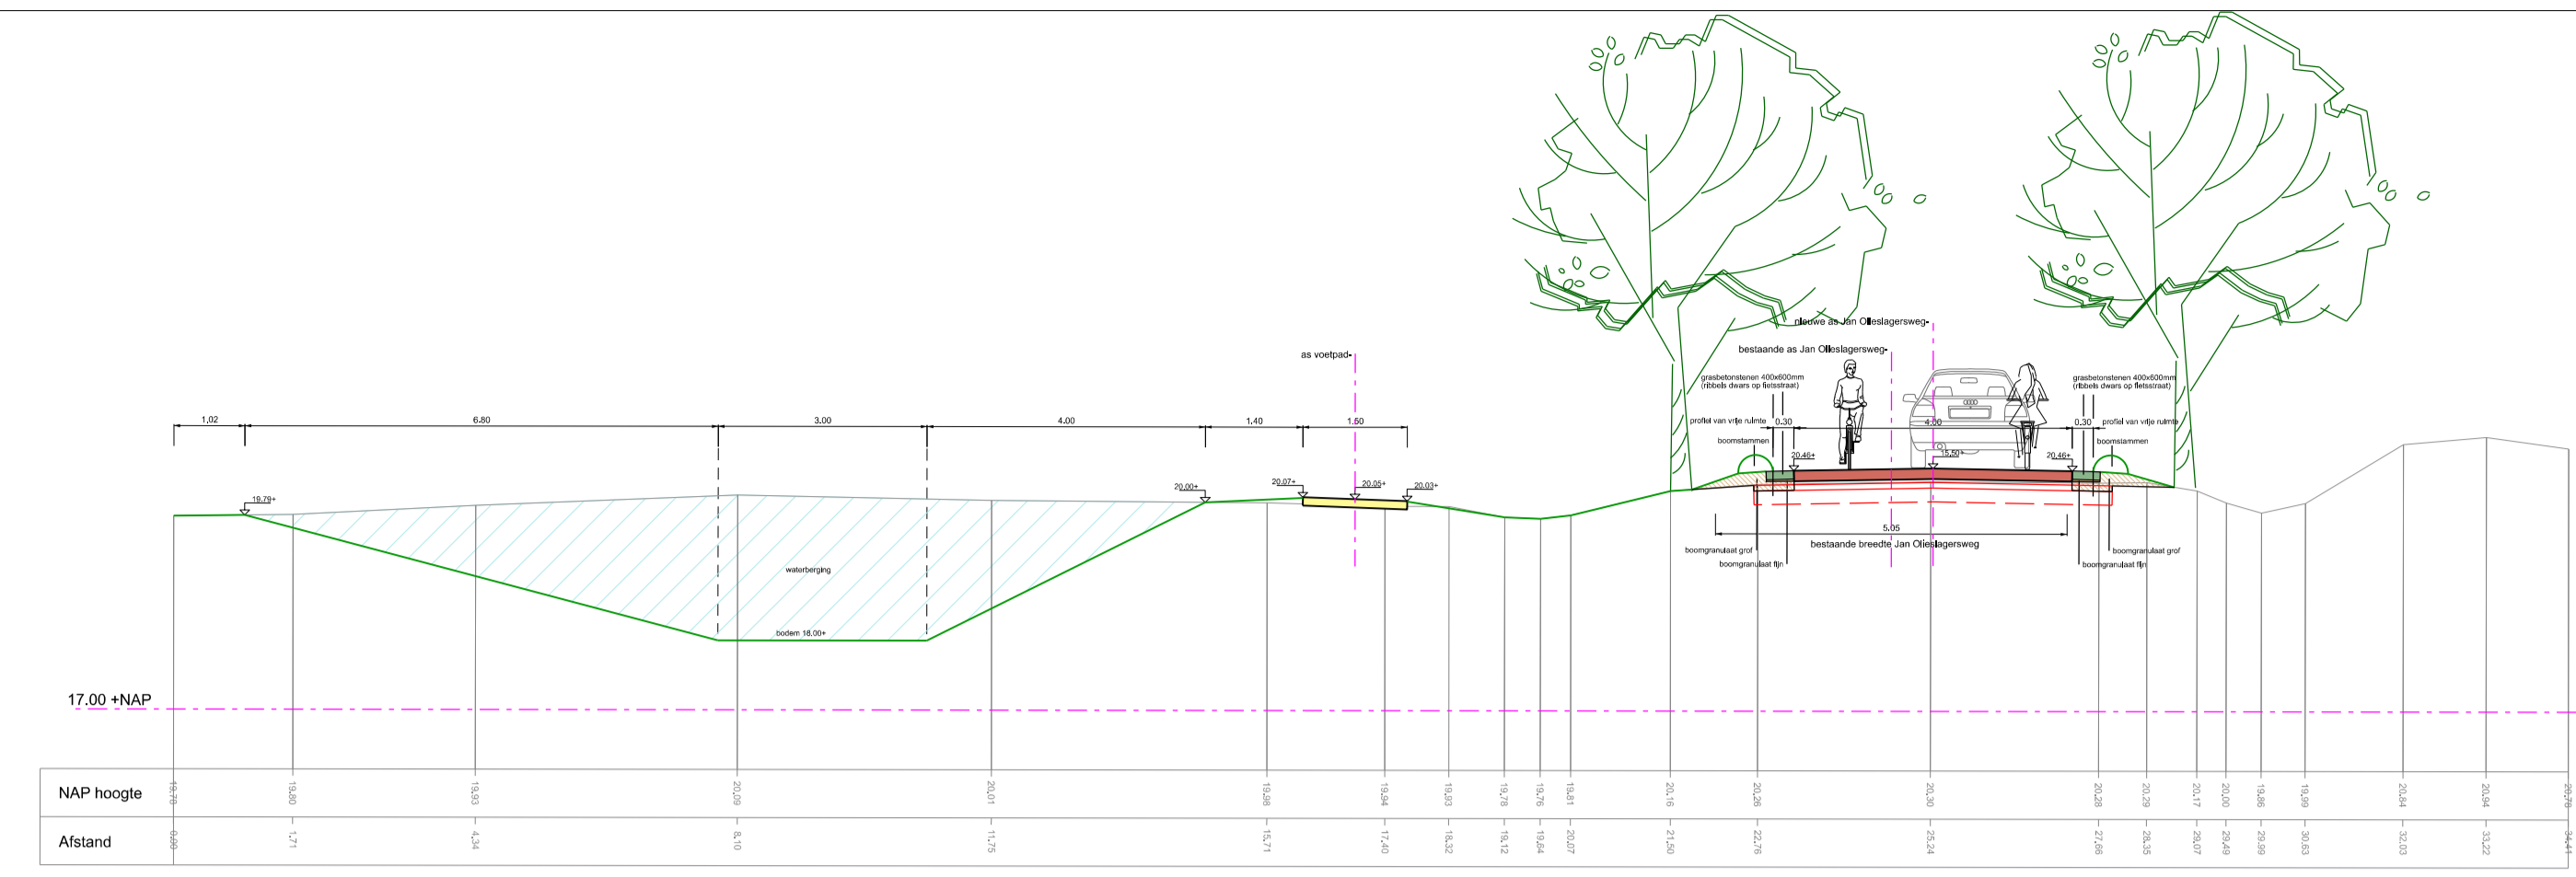 nieuwe as Jan Olieslagersweg
as voetpad
bestaande as Jan Olieslagersweg
grasbetonstenen 400x600mm
(ribbels dwars op fietsstraat)
grasbetonstenen 400x600mm
(ribbels dwars op fietsstraat)
1,02
6.80
3.00
4.00
1.40
1.50
profiel van vrije ruimte
0.30
4.00
0.30
profiel van vrije ruimte
boomstammen
boomstammen
20.46+
15,50+
20.46+
19.79+
20.00+
20.07+
20.05+
20.03+
5.05
bestaande breedte Jan Olieslagersweg
boomgranulaat grof
boomgranulaat grof
boomgranulaat fijn
boomgranulaat fijn
waterberging
bodem 18.00+
17.00 +NAP
NAP hoogte 19.78 19.80 19.93 20.09 20.01 19.98 19.94 19.93 19.78 19.76 19.81 20.16 20.26 20.30 20.28 20.29 20.17 20.00 19.86 19.99 20.84 20.94 20.76
Afstand 0.00 1.71 4.34 8.10 11.75 15.71 17.40 18.32 19.12 19.64 20.07 21.50 22.76 25.24 27.66 28.35 29.07 29.49 29.99 30.63 32.03 33.22 34.41